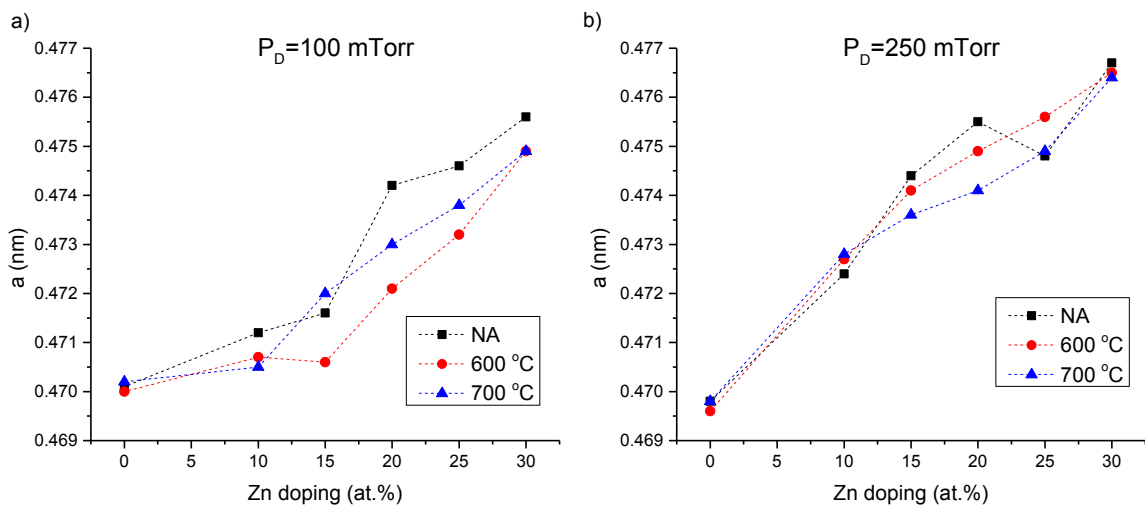 a)
P_D=100 mTorr
0.477
0.476
0.475
0.474
0.473
0.472
0.471
0.470
0.469
a (nm)
0 10 15 20 25 30
Zn doping (at.%)
NA
600 °C
700 °C
b)
P_D=250 mTorr
0.477
0.476
0.475
0.474
0.473
0.472
0.471
0.470
0.469
a (nm)
0 10 15 20 25 30
Zn doping (at.%)
NA
600 °C
700 °C